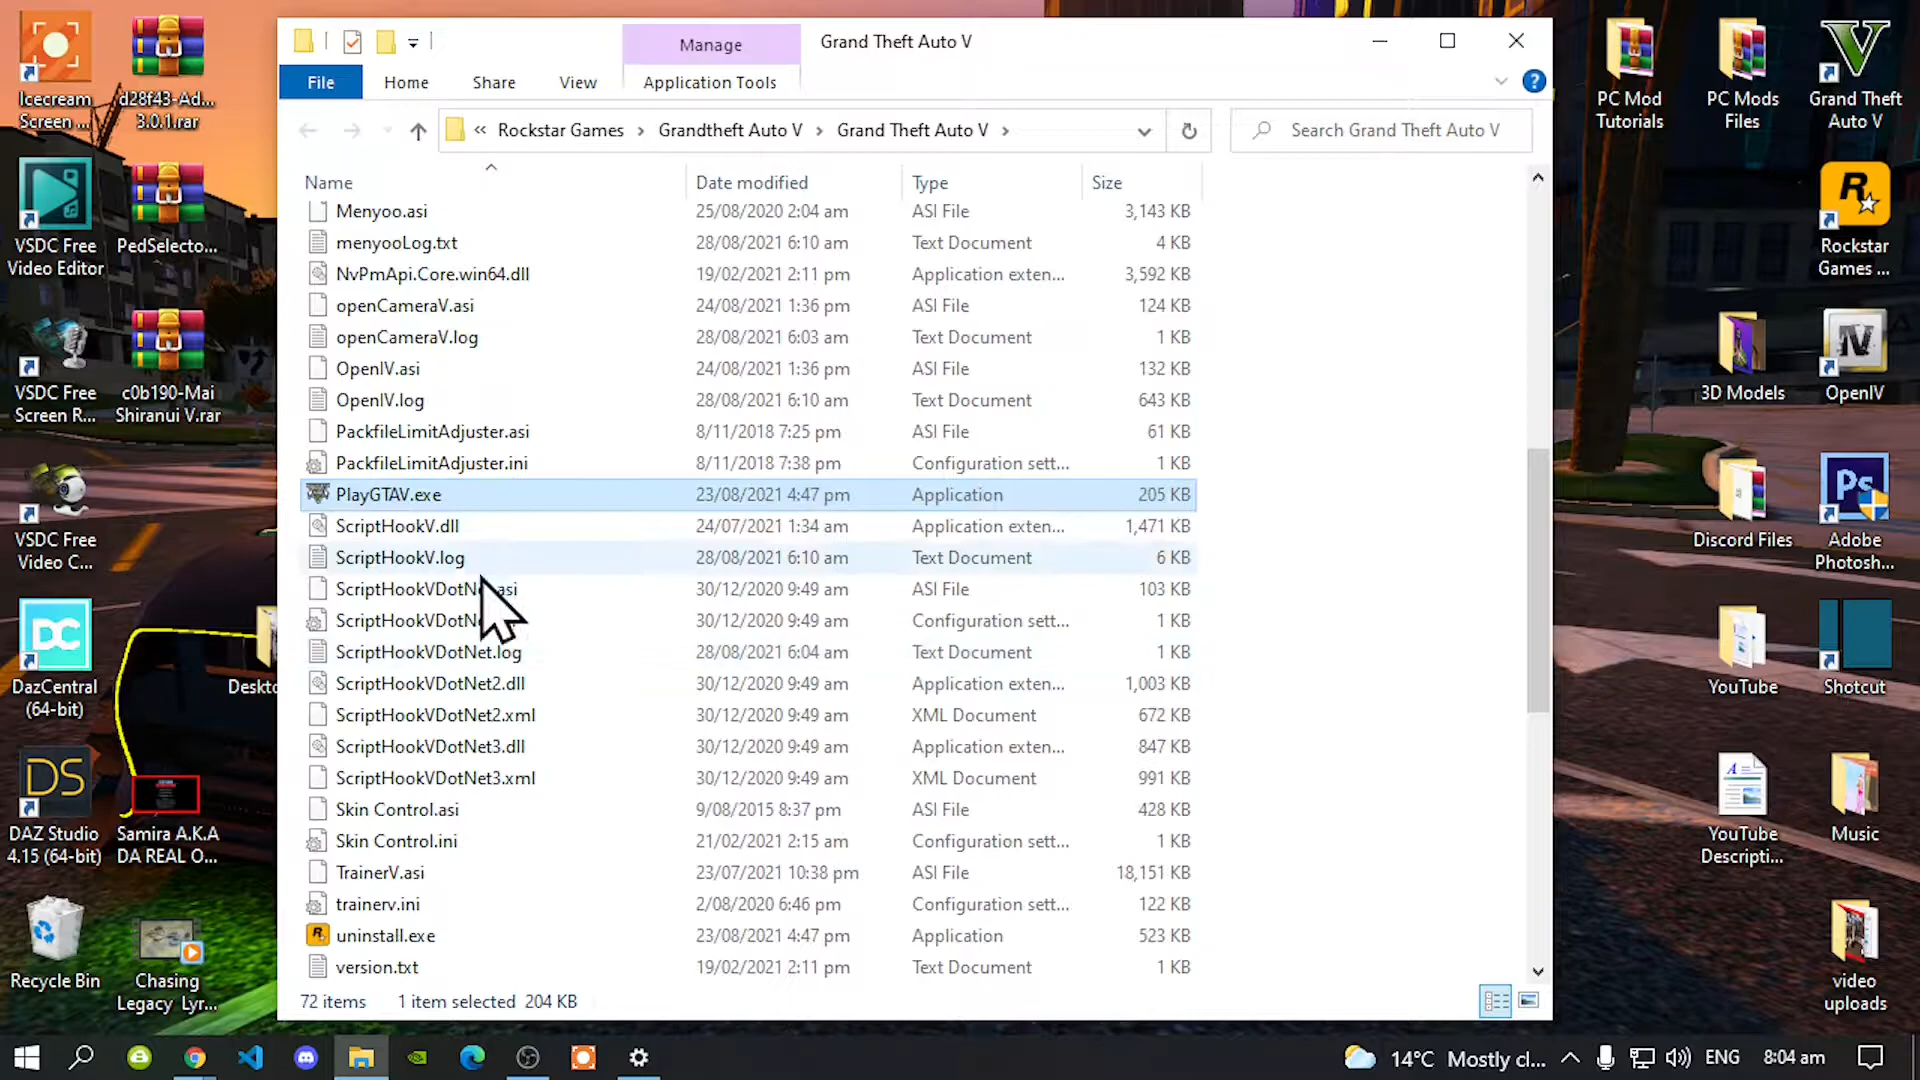 Manage
Grand Theft Auto V
File
Home
Share
View
Application Tools
« Rockstar Games › Grandtheft Auto V › Grand Theft Auto V ›
Search Grand Theft Auto V
Name
Date modified
Type
Size
Menyoo.asi 25/08/2020 2:04 am ASI File 3,143 KB
menyooLog.txt 28/08/2021 6:10 am Text Document 4 KB
NvPmApi.Core.win64.dll 19/02/2021 2:11 pm Application exten... 3,592 KB
openCameraV.asi 24/08/2021 1:36 pm ASI File 124 KB
openCameraV.log 28/08/2021 6:03 am Text Document 1 KB
OpenIV.asi 24/08/2021 1:36 pm ASI File 132 KB
OpenIV.log 28/08/2021 6:10 am Text Document 643 KB
PackfileLimitAdjuster.asi 8/11/2018 7:25 pm ASI File 61 KB
PackfileLimitAdjuster.ini 8/11/2018 7:38 pm Configuration sett... 1 KB
PlayGTAV.exe 23/08/2021 4:47 pm Application 205 KB
ScriptHookV.dll 24/07/2021 1:34 am Application exten... 1,471 KB
ScriptHookV.log 28/08/2021 6:10 am Text Document 6 KB
ScriptHookVDotN asi 30/12/2020 9:49 am ASI File 103 KB
ScriptHookVDotN 30/12/2020 9:49 am Configuration sett... 1 KB
ScriptHookVDotNet.log 28/08/2021 6:04 am Text Document 1 KB
ScriptHookVDotNet2.dll 30/12/2020 9:49 am Application exten... 1,003 KB
ScriptHookVDotNet2.xml 30/12/2020 9:49 am XML Document 672 KB
ScriptHookVDotNet3.dll 30/12/2020 9:49 am Application exten... 847 KB
ScriptHookVDotNet3.xml 30/12/2020 9:49 am XML Document 991 KB
Skin Control.asi 9/08/2015 8:37 pm ASI File 428 KB
Skin Control.ini 21/02/2021 2:15 am Configuration sett... 1 KB
TrainerV.asi 23/07/2021 10:38 pm ASI File 18,151 KB
trainerv.ini 2/08/2020 6:46 pm Configuration sett... 122 KB
uninstall.exe 23/08/2021 4:47 pm Application 523 KB
version.txt 19/02/2021 2:11 pm Text Document 1 KB
72 items 1 item selected 204 KB
Icecream
Screen ...
d28f43-Ad...
3.0.1.rar
VSDC Free
Video Editor
PedSelecto...
VSDC Free
Screen R...
c0b190-Mai
Shiranui V.rar
VSDC Free
Video C...
DC
DazCentral
(64-bit)
Deskto
DS
DAZ Studio
4.15 (64-bit)
Samira A.K.A
DA REAL O...
Recycle Bin
Chasing
Legacy Lyr...
PC Mod
Tutorials
PC Mods
Files
Grand Theft
Auto V
Rockstar
Games ...
3D Models
OpenIV
Discord Files
Ps
Adobe
Photosh...
YouTube
Shotcut
YouTube
Descripti...
Music
video
uploads
14°C Mostly cl...
ENG
8:04 am